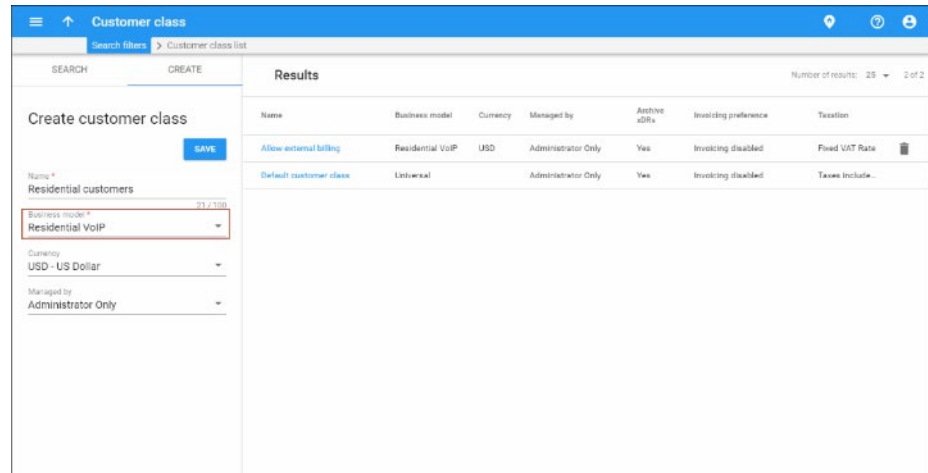 Customer class
Search filters > Customer class list
SEARCH CREATE
Create customer class
SAVE
Name *
Residential customers
21 / 100
Business model *
Residential VoIP
Currency
USD - US Dollar
Managed by
Administrator Only
Results
Number of results: 25 2 of 2
Name Business model Currency Managed by Archive xDRs Invoicing preference Taxation
Allow external billing Residential VoIP USD Administrator Only Yes Invoicing disabled Fixed VAT Rate
Default customer class Universal Administrator Only Yes Invoicing disabled Taxes include...